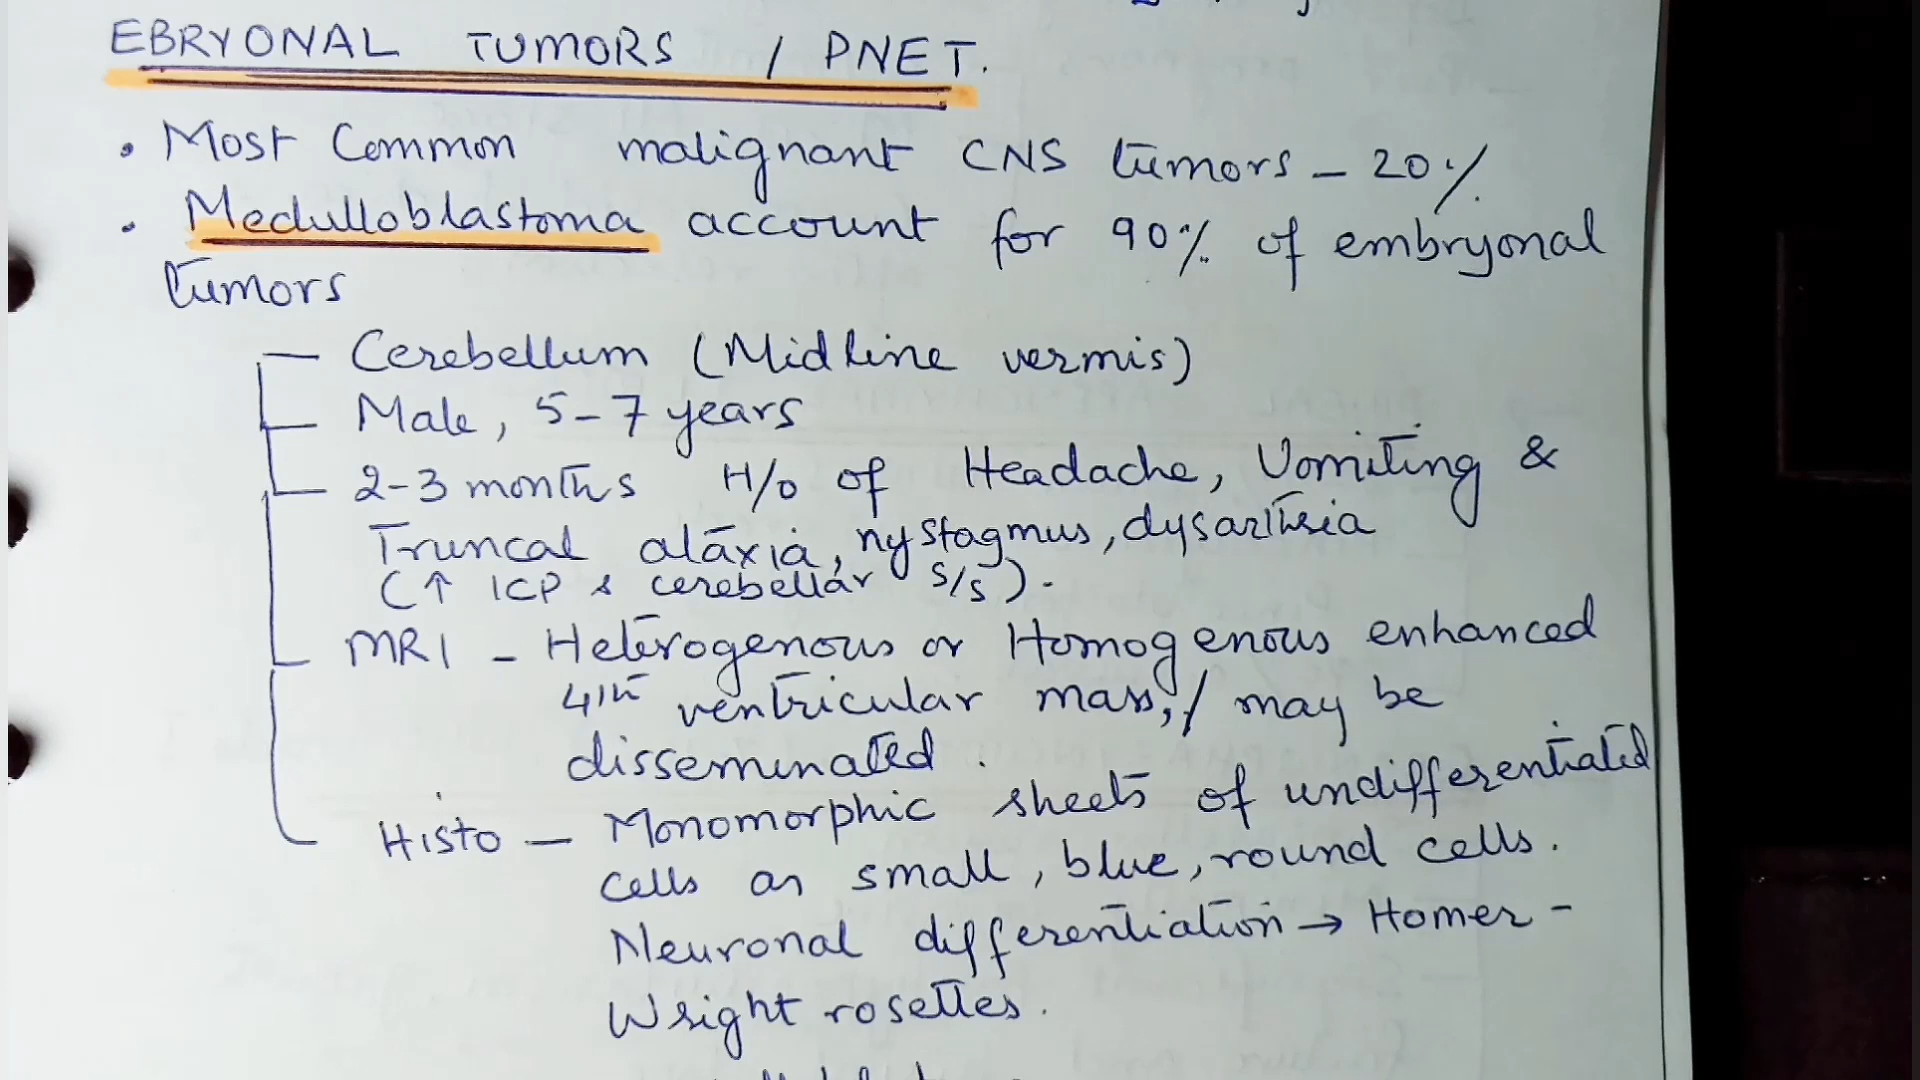 EBRYONAL TUMORS / PNET.
• Most Common malignant CNS tumors - 20%
• Medulloblastoma account for 90% of embryonal
tumors
Cerebellum (Midline vermis)
Male, 5-7 years
2-3 months H/o of Headache, Vomiting &
Truncal ataxia, nystagmus, dysarthria
(↑ ICP & cerebellar s/s).
MRI - Heterogenous or Homogenous enhanced
4th ventricular mass, / may be
disseminated.
Histo - Monomorphic sheets of undifferentiated
cells as small, blue, round cells.
Neuronal differentiation → Homer-
Wright rosettes.